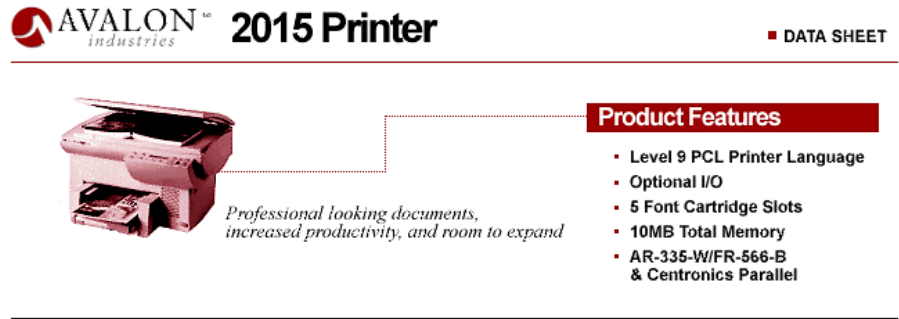 AVALON™
industries
2015 Printer
DATA SHEET
Product Features
Level 9 PCL Printer Language
Optional I/O
5 Font Cartridge Slots
10MB Total Memory
AR-335-W/FR-566-B
& Centronics Parallel
Professional looking documents,
increased productivity, and room to expand